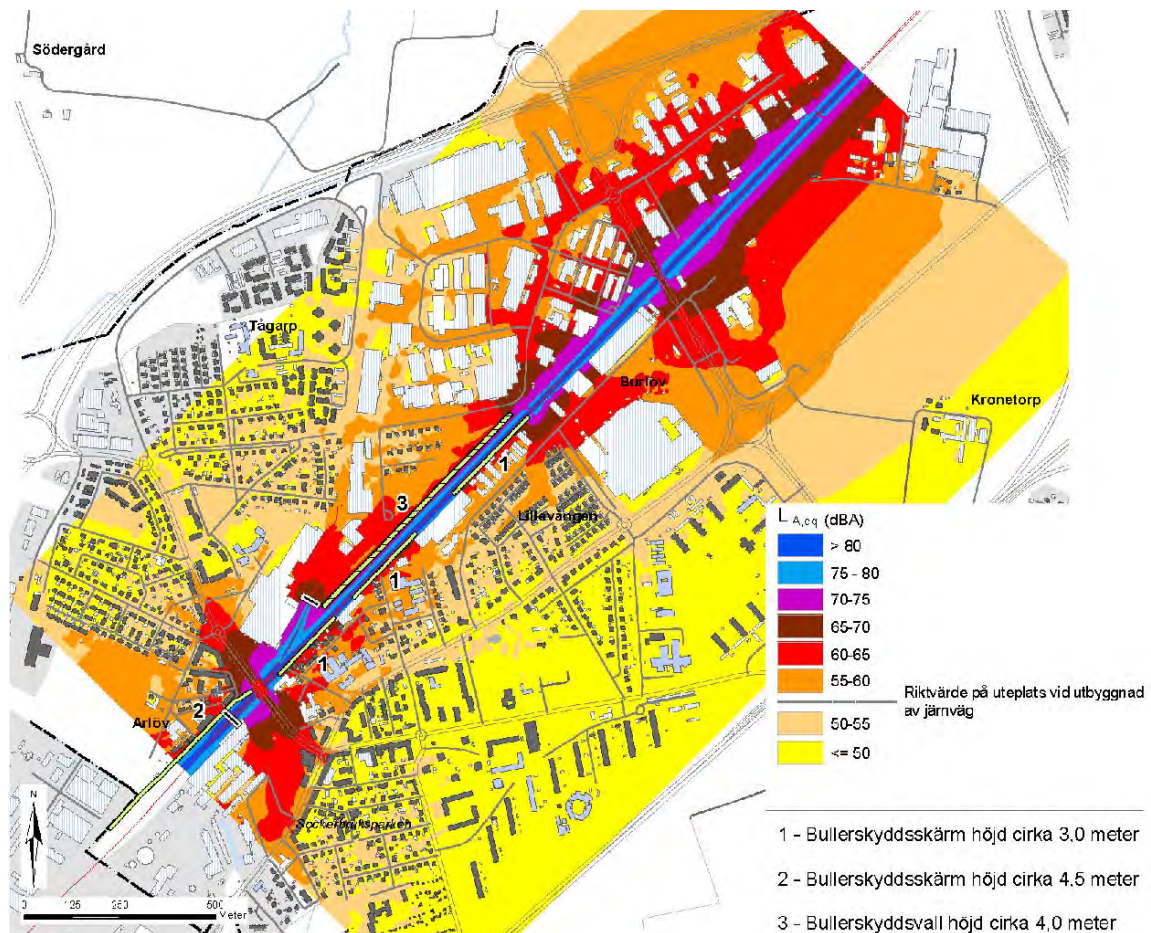 Södergård
Tågarp
Burlöv
Kronetorp
1
3
Lillevången
1
1
2
Arlöv
Sockerbruksparken
N
0 125 250 500
Meter
L A,eq (dBA)
> 80
75 - 80
70-75
65-70
60-65
55-60
Riktvärde på uteplats vid utbyggnad
av järnväg
50-55
<= 50
1 - Bullerskyddsskärm höjd cirka 3,0 meter
2 - Bullerskyddsskärm höjd cirka 4,5 meter
3 - Bullerskyddsvall höjd cirka 4,0 meter